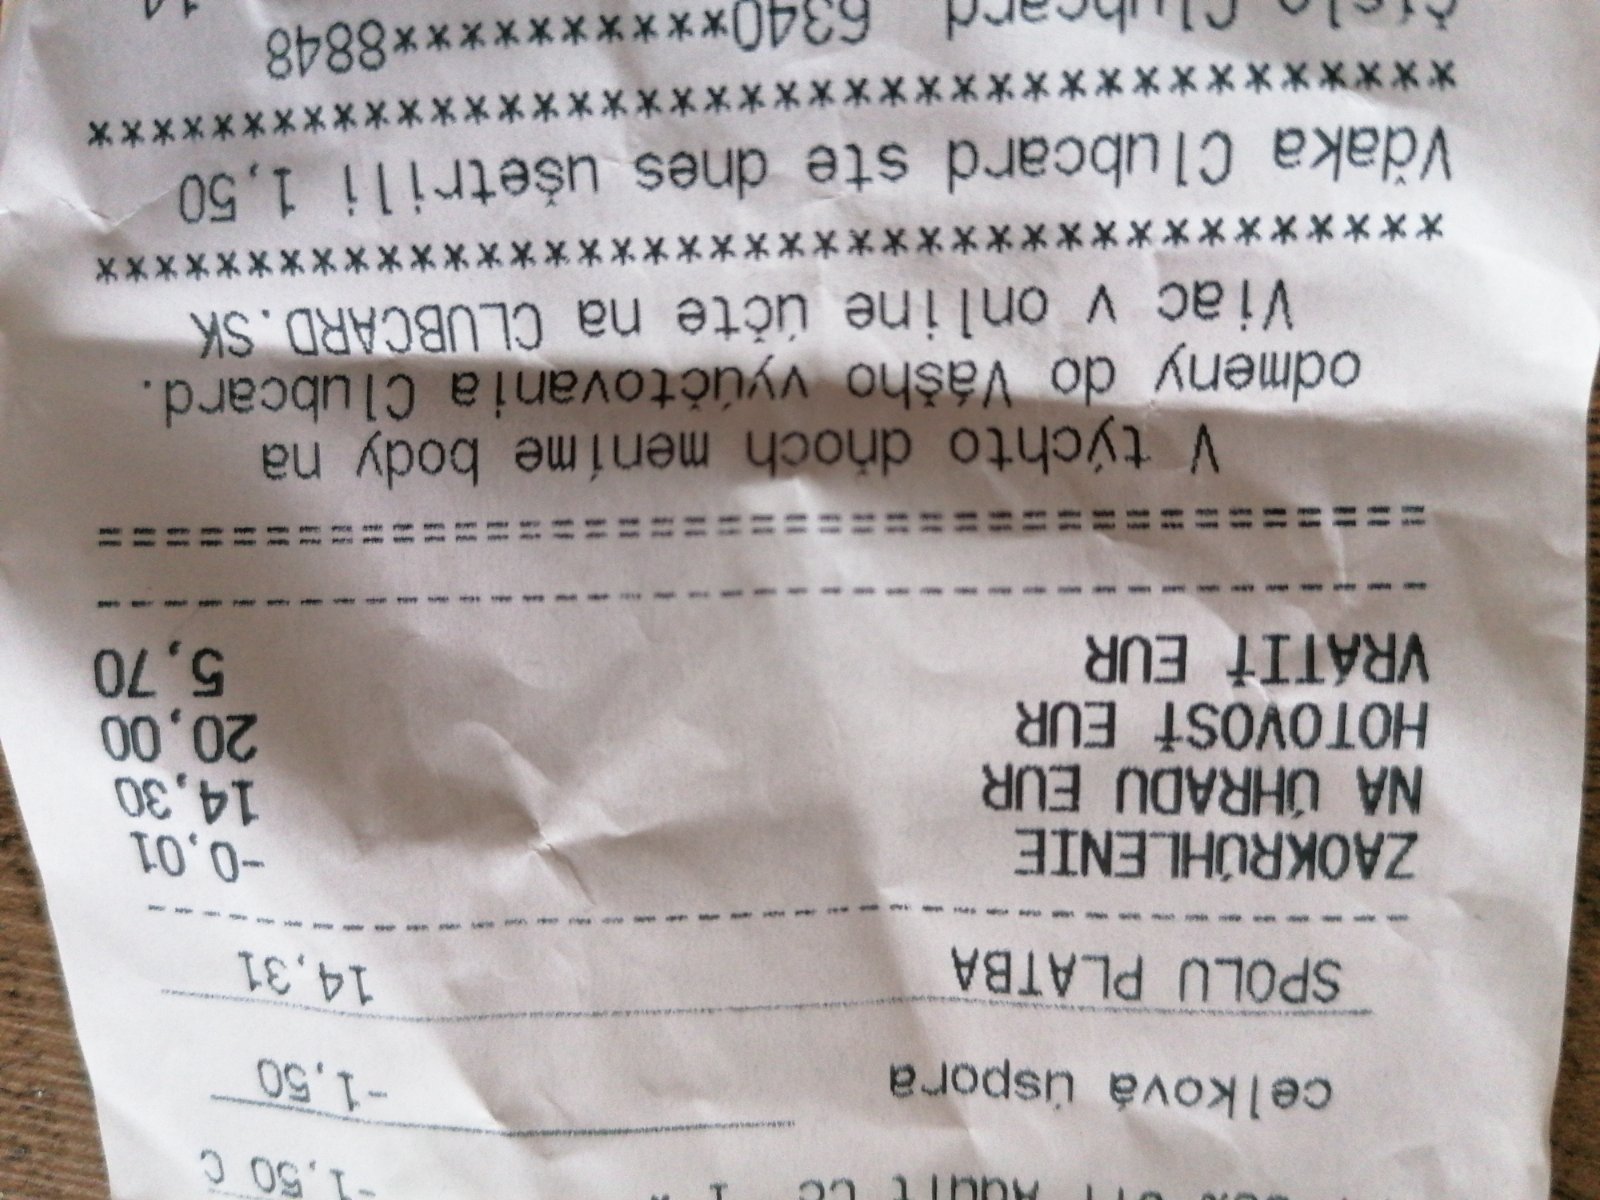 -1,50 C
celková úspora -1,50
SPOLU PLATBA 14,31
--------------------------------------
ZAOKRÚHLENIE -0,01
NA ÚHRADU EUR 14,30
HOTOVOSŤ EUR 20,00
VRÁTIŤ EUR 5,70
--------------------------------------
======================================
V týchto dňoch meníme body na
odmeny do Vášho vyúčtovania Clubcard.
Viac v online účte na CLUBCARD.SK
****************************************
Vďaka Clubcard ste dnes ušetrili 1,50
****************************************
Číslo Clubcard 6340**********8848